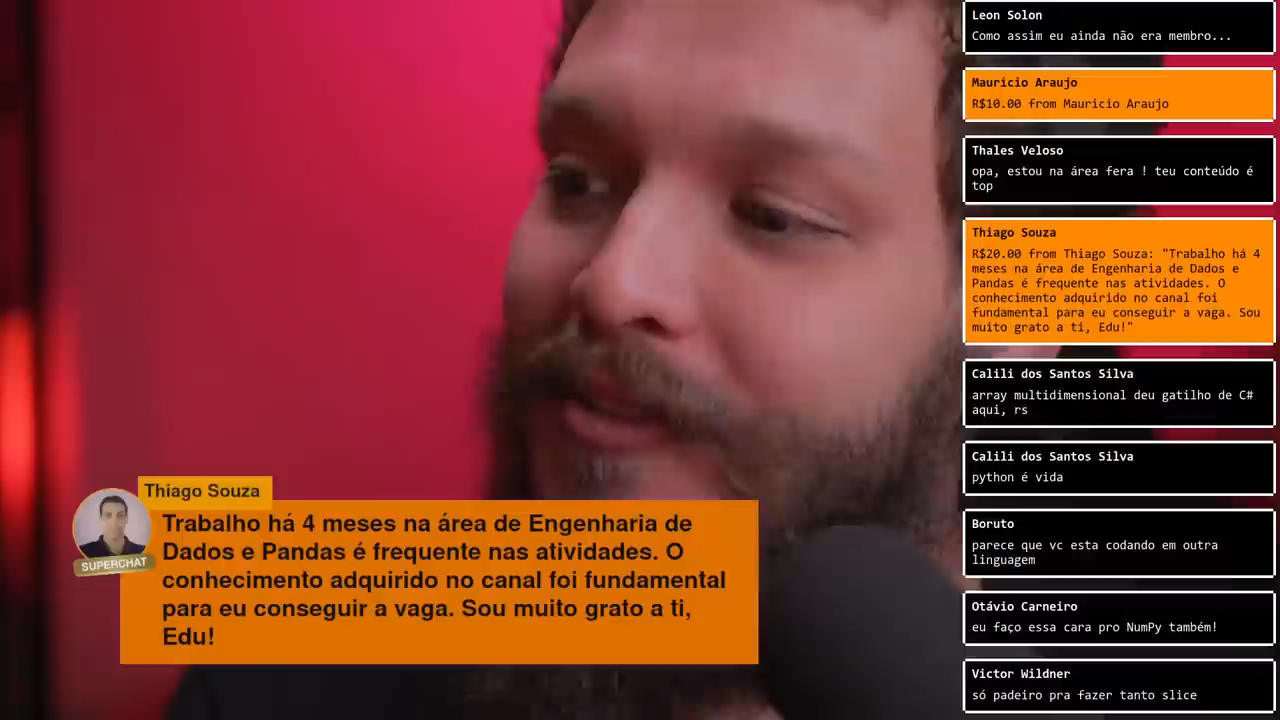 Thiago Souza
SUPERCHAT
Trabalho há 4 meses na área de Engenharia de
Dados e Pandas é frequente nas atividades. O
conhecimento adquirido no canal foi fundamental
para eu conseguir a vaga. Sou muito grato a ti,
Edu!
Leon Solon
Como assim eu ainda não era membro...
Mauricio Araujo
R$10.00 from Mauricio Araujo
Thales Veloso
opa, estou na área fera ! teu conteúdo é
top
Thiago Souza
R$20.00 from Thiago Souza: "Trabalho há 4
meses na área de Engenharia de Dados e
Pandas é frequente nas atividades. O
conhecimento adquirido no canal foi
fundamental para eu conseguir a vaga. Sou
muito grato a ti, Edu!"
Calili dos Santos Silva
array multidimensional deu gatilho de C#
aqui, rs
Calili dos Santos Silva
python é vida
Boruto
parece que vc esta codando em outra
linguagem
Otávio Carneiro
eu faço essa cara pro NumPy também!
Victor Wildner
só padeiro pra fazer tanto slice